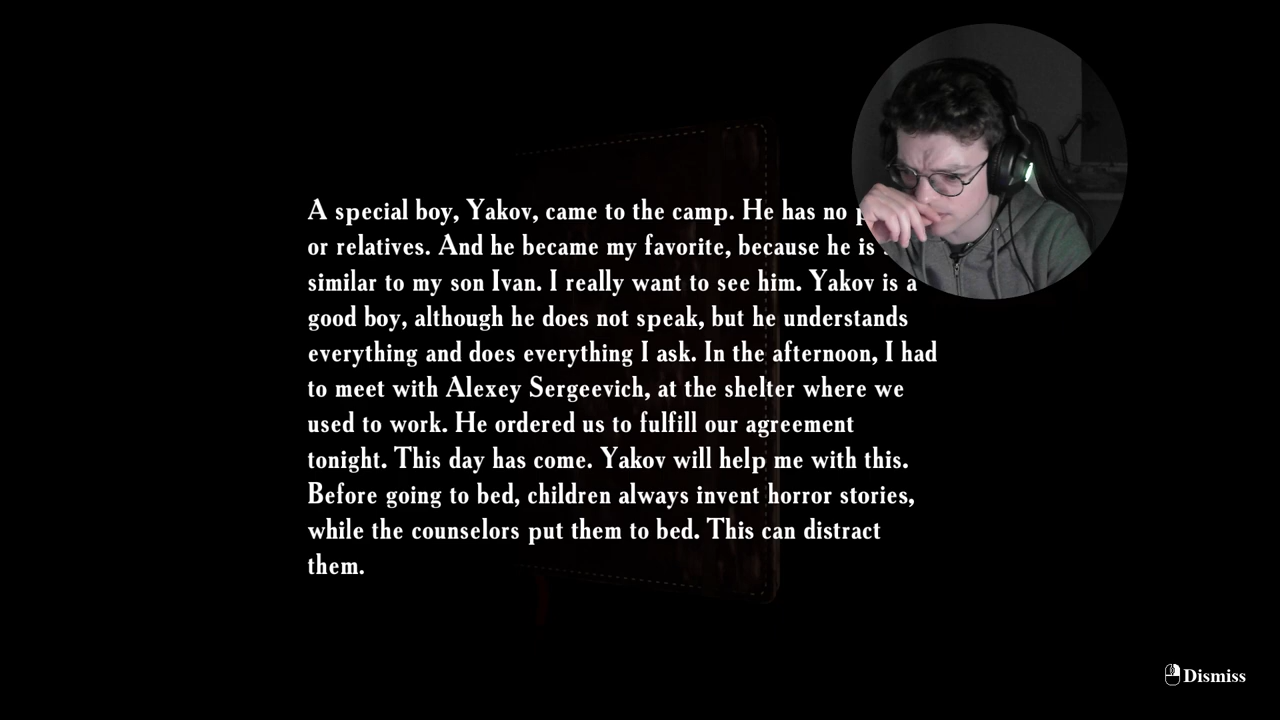 A special boy, Yakov, came to the camp. He has no
or relatives. And he became my favorite, because he is
similar to my son Ivan. I really want to see him. Yakov is a
good boy, although he does not speak, but he understands
everything and does everything I ask. In the afternoon, I had
to meet with Alexey Sergeevich, at the shelter where we
used to work. He ordered us to fulfill our agreement
tonight. This day has come. Yakov will help me with this.
Before going to bed, children always invent horror stories,
while the counselors put them to bed. This can distract
them.
Dismiss